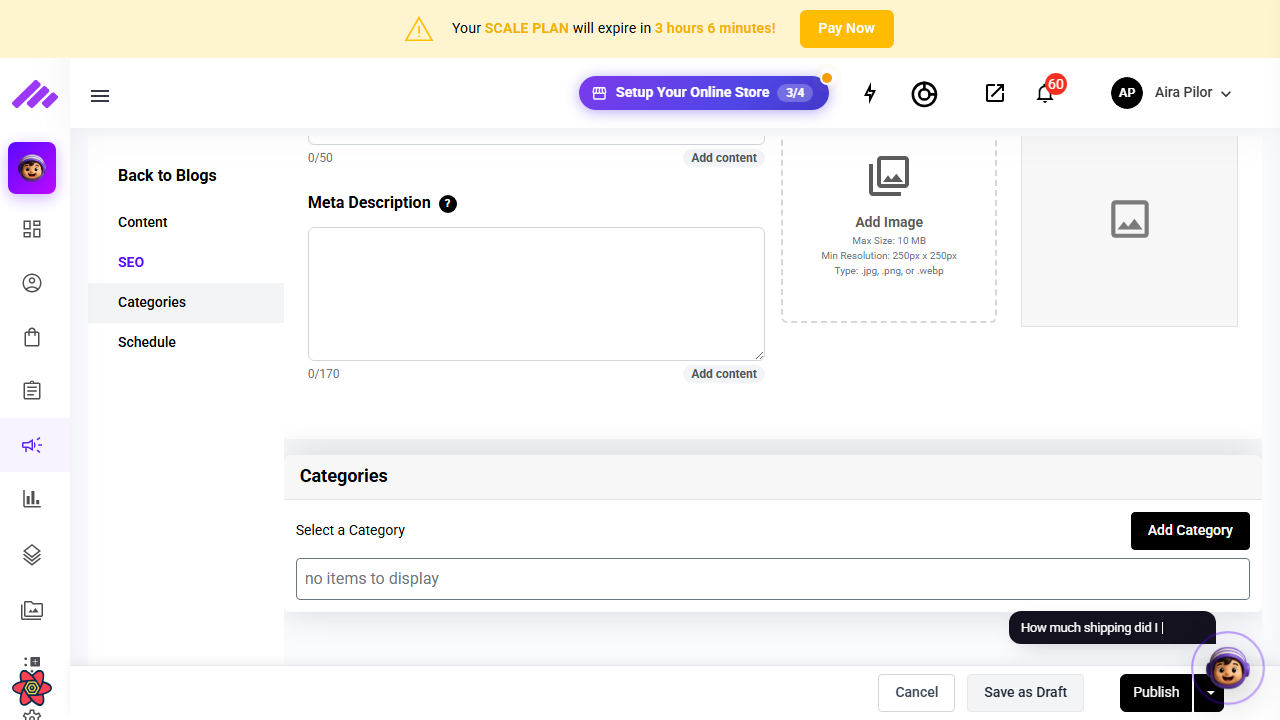 Your SCALE PLAN will expire in 3 hours 6 minutes!
Pay Now
Setup Your Online Store 3/4
60
AP
Aira Pilor
Back to Blogs
Content
SEO
Categories
Schedule
0/50
Add content
Meta Description ?
0/170
Add content
Add Image
Max Size: 10 MB
Min Resolution: 250px x 250px
Type: .jpg, .png, or .webp
Categories
Select a Category
Add Category
no items to display
How much shipping did I |
Cancel
Save as Draft
Publish